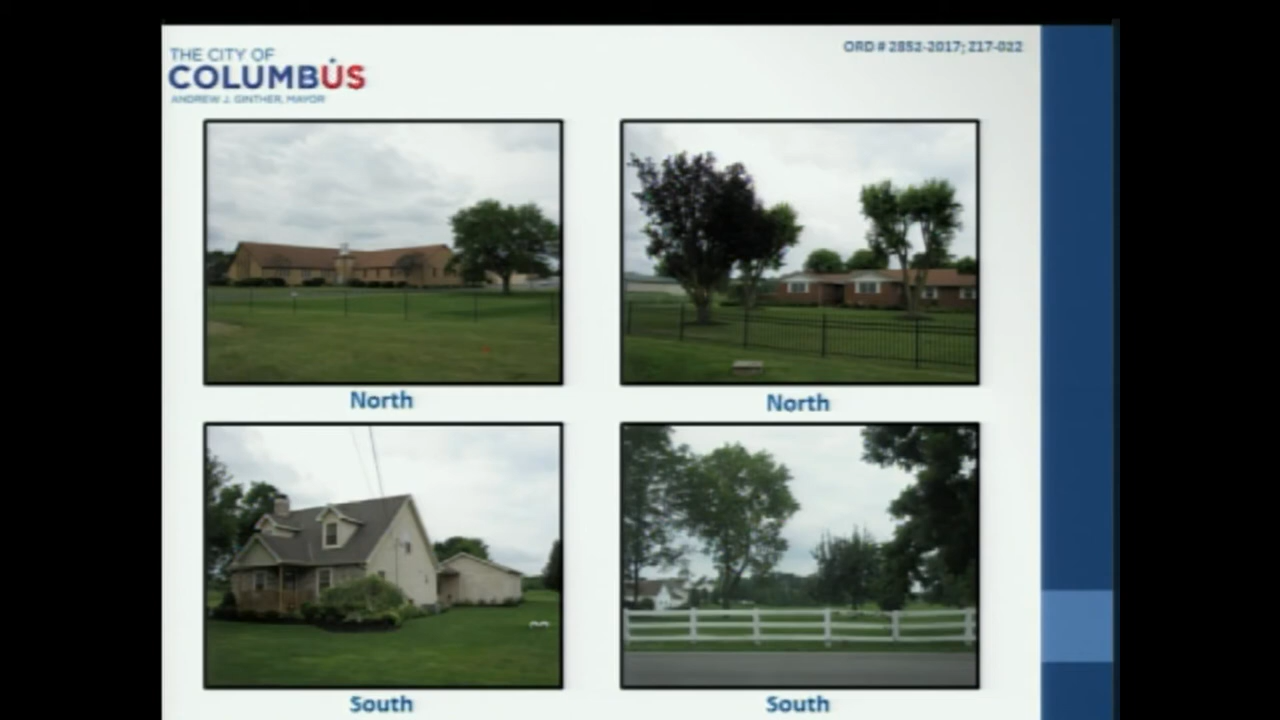 THE CITY OF
COLUMBUS
ANDREW J. GINTHER, MAYOR
ORD # 2852-2017; Z17-022
North
North
South
South